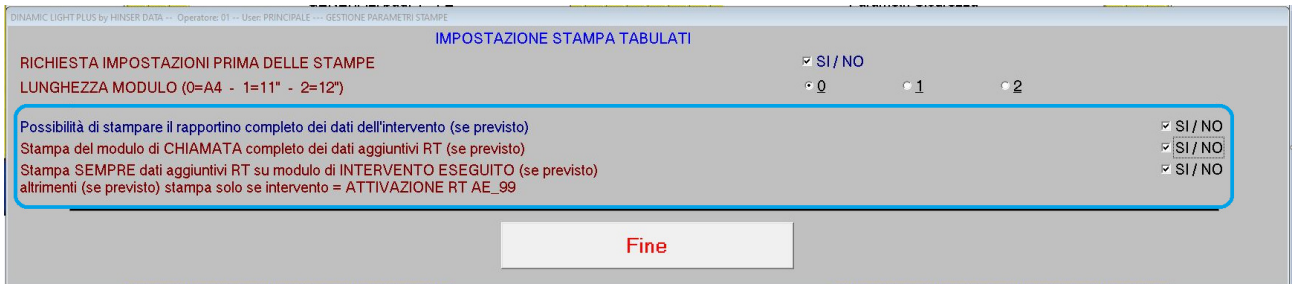 DINAMIC LIGHT PLUS by HINSER DATA -- Operatore: 01 -- User: PRINCIPALE --- GESTIONE PARAMETRI STAMPE
IMPOSTAZIONE STAMPA TABULATI
RICHIESTA IMPOSTAZIONI PRIMA DELLE STAMPE SI / NO
LUNGHEZZA MODULO (0=A4 - 1=11" - 2=12") 0 1 2
Possibilità di stampare il rapportino completo dei dati dell'intervento (se previsto) SI / NO
Stampa del modulo di CHIAMATA completo dei dati aggiuntivi RT (se previsto) SI / NO
Stampa SEMPRE dati aggiuntivi RT su modulo di INTERVENTO ESEGUITO (se previsto) SI / NO
altrimenti (se previsto) stampa solo se intervento = ATTIVAZIONE RT AE_99
Fine